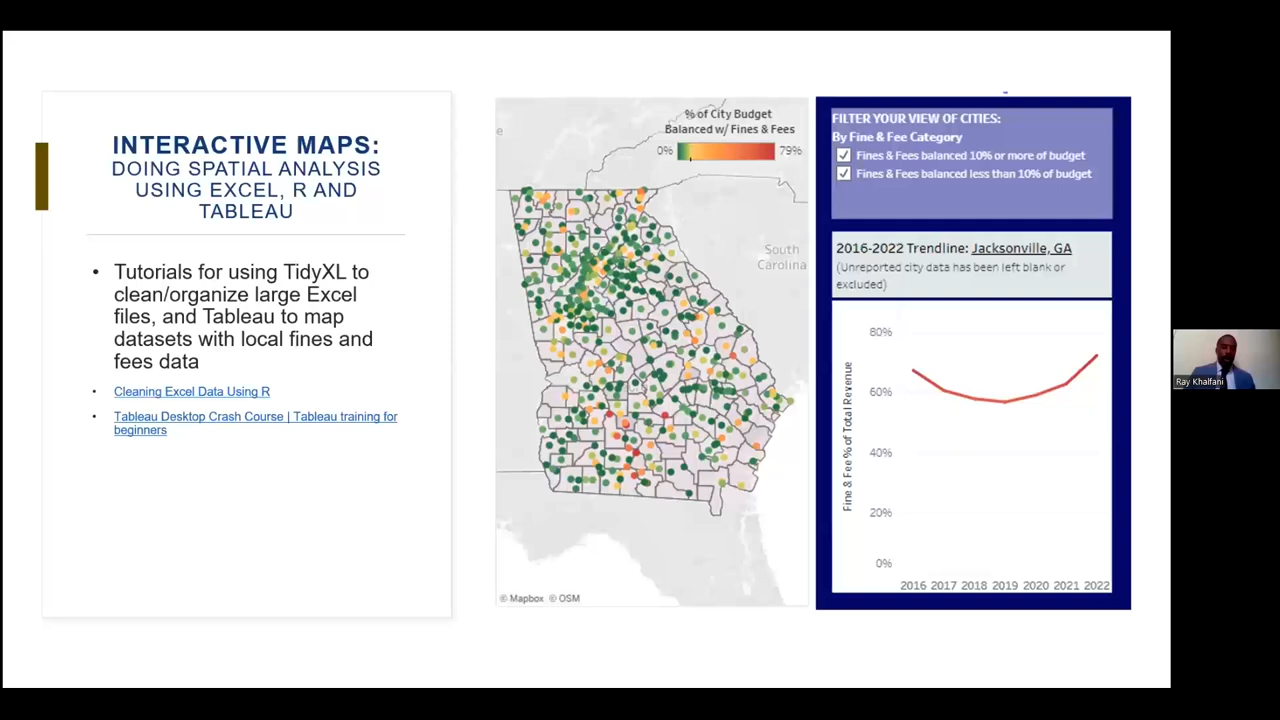 INTERACTIVE MAPS:
DOING SPATIAL ANALYSIS
USING EXCEL, R AND
TABLEAU
• Tutorials for using TidyXL to
clean/organize large Excel
files, and Tableau to map
datasets with local fines and
fees data
• Cleaning Excel Data Using R
• Tableau Desktop Crash Course | Tableau training for
beginners
% of City Budget
Balanced w/ Fines & Fees
0% 79%
e
South
Carolina
© Mapbox © OSM
FILTER YOUR VIEW OF CITIES:
By Fine & Fee Category
Fines & Fees balanced 10% or more of budget
Fines & Fees balanced less than 10% of budget
2016-2022 Trendline: Jacksonville, GA
(Unreported city data has been left blank or
excluded)
Fine & Fee % of Total Revenue
80%
60%
40%
20%
0%
2016 2017 2018 2019 2020 2021 2022
Ray Khalfani